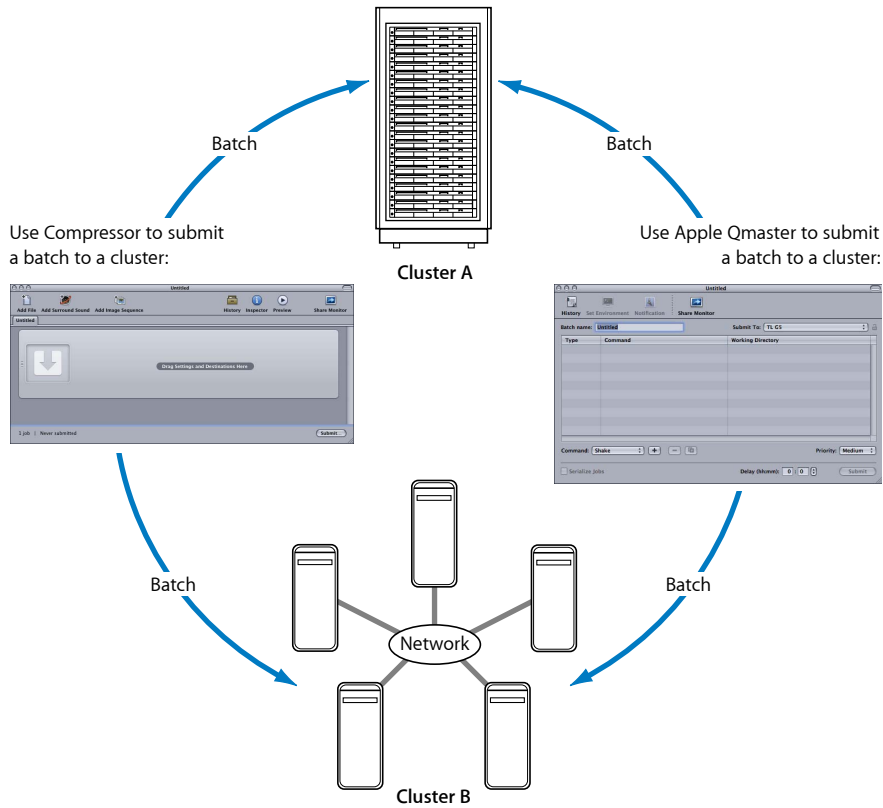 Batch
Batch
Use Compressor to submit
a batch to a cluster:
Cluster A
Use Apple Qmaster to submit
a batch to a cluster:
Untitled
Add File Add Surround Sound Add Image Sequence History Inspector Preview Share Monitor
Untitled
Drag Settings and Destinations Here
1 job | Never submitted Submit...
Untitled
History Set Environment Notification Share Monitor
Batch name: Untitled Submit To: TL G5
Type Command Working Directory
Command: Shake Priority: Medium
Serialize jobs Delay (hh:mm): 0 : 0 Submit
Batch
Batch
Network
Cluster B